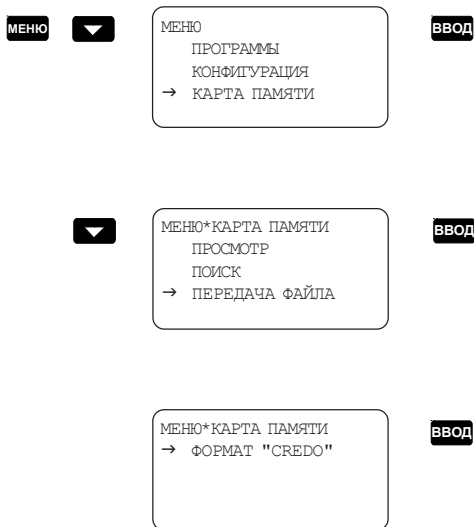 МЕНЮ
МЕНЮ
ПРОГРАММЫ
КОНФИГУРАЦИЯ
→ КАРТА ПАМЯТИ
ВВОД
МЕНЮ*КАРТА ПАМЯТИ
ПРОСМОТР
ПОИСК
→ ПЕРЕДАЧА ФАЙЛА
ВВОД
МЕНЮ*КАРТА ПАМЯТИ
→ ФОРМАТ "CREDO"
ВВОД